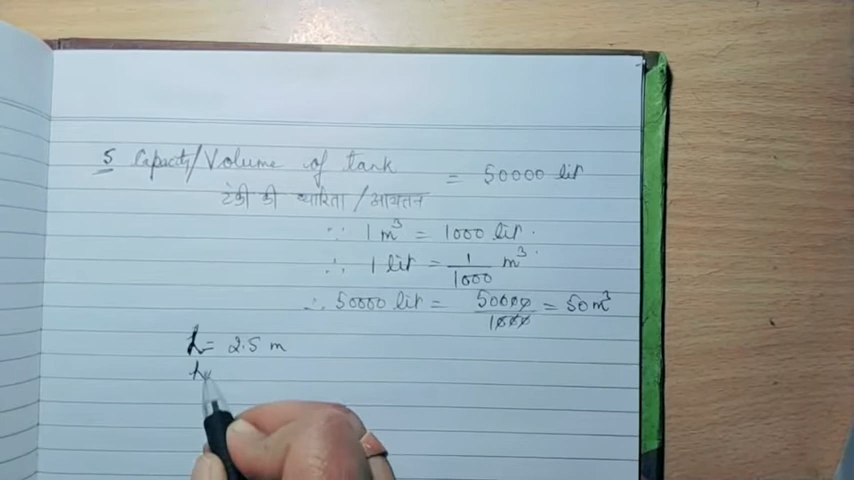 5 Capacity/Volume of tank = 50000 lit
टंकी की धारिता / आयतन
∵ 1 m³ = 1000 lit.
∴ 1 lit = 1/1000 m³
∴ 50000 lit = 50000/1000 = 50 m³
l = 2.5 m